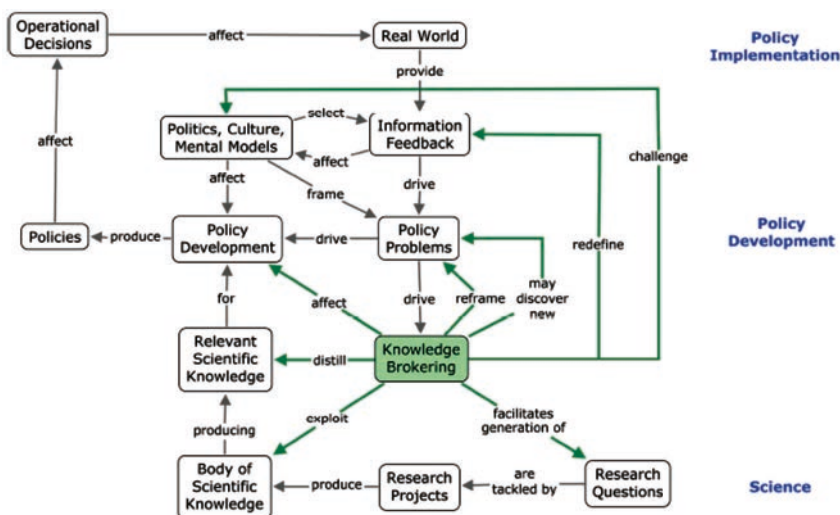 Operational
Decisions
affect
Real World
Policy
Implementation
provide
select
Politics, Culture,
Mental Models
Information
Feedback
affect
affect
challenge
affect
frame
drive
Policies
produce
Policy
Development
drive
Policy
Problems
redefine
Policy
Development
for
affect
drive
reframe
may
discover
new
Relevant
Scientific
Knowledge
distill
Knowledge
Brokering
producing
exploit
facilitates
generation of
Body of
Scientific
Knowledge
produce
Research
Projects
are
tackled by
Research
Questions
Science